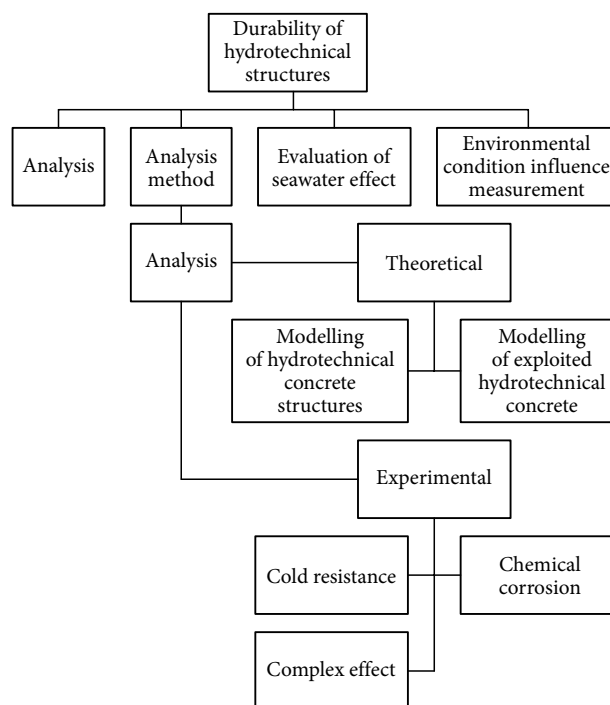 Durability of
hydrotechnical
structures
Analysis
Analysis
method
Evaluation of
seawater effect
Environmental
condition influence
measurement
Analysis
Theoretical
Modelling
of hydrotechnical
concrete
structures
Modelling
of exploited
hydrotechnical
concrete
Experimental
Cold resistance
Chemical
corrosion
Complex effect